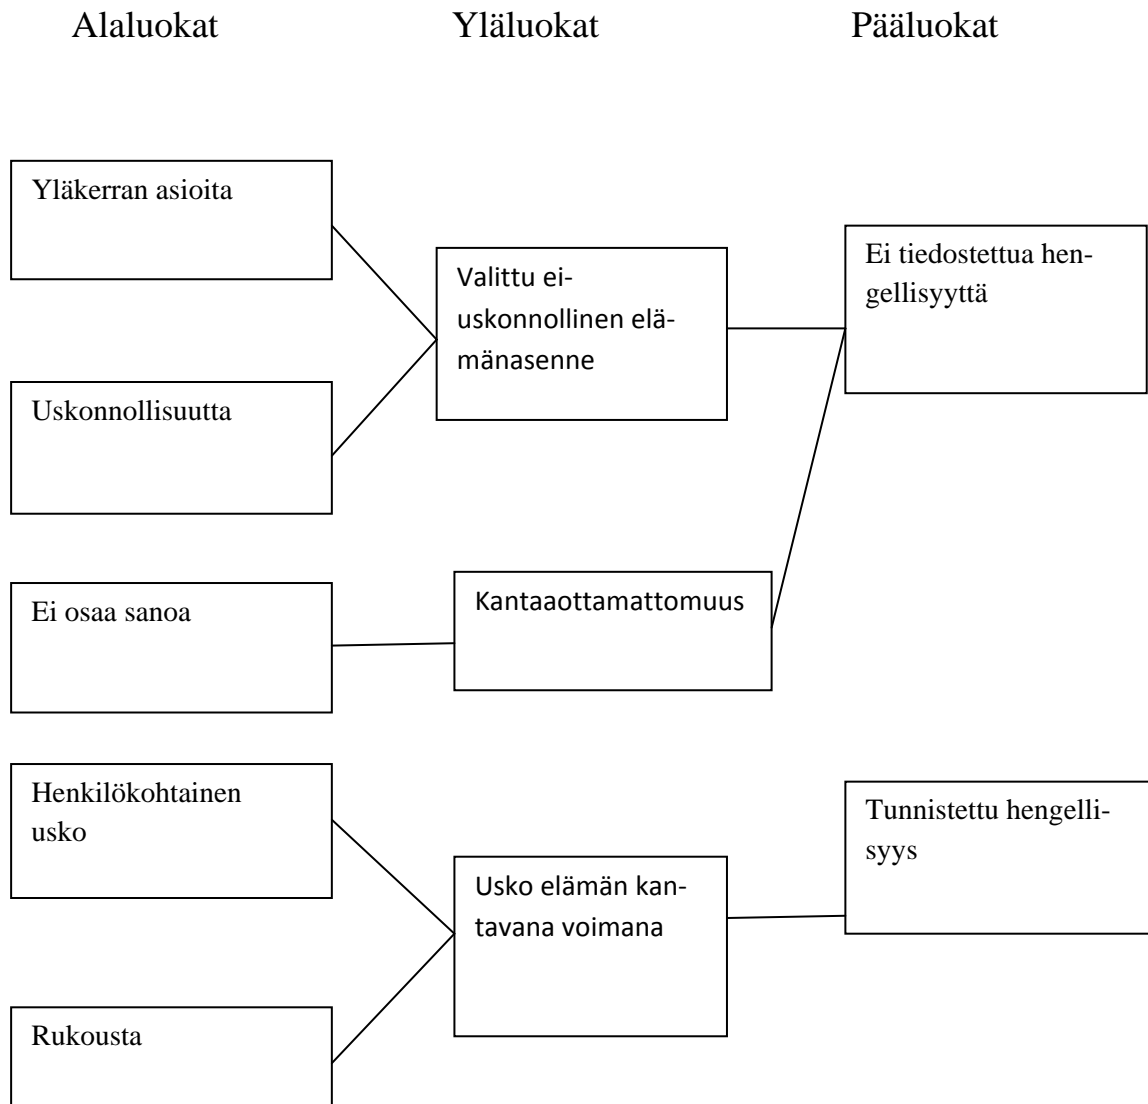 Alaluokat Yläluokat Pääluokat
Yläkerran asioita
Uskonnollisuutta
Ei osaa sanoa
Henkilökohtainen
usko
Rukousta
Valittu ei-
uskonnollinen elä-
mänasenne
Kantaaottamattomuus
Usko elämän kan-
tavana voimana
Ei tiedostettua hen-
gellisyyttä
Tunnistettu hengelli-
syys